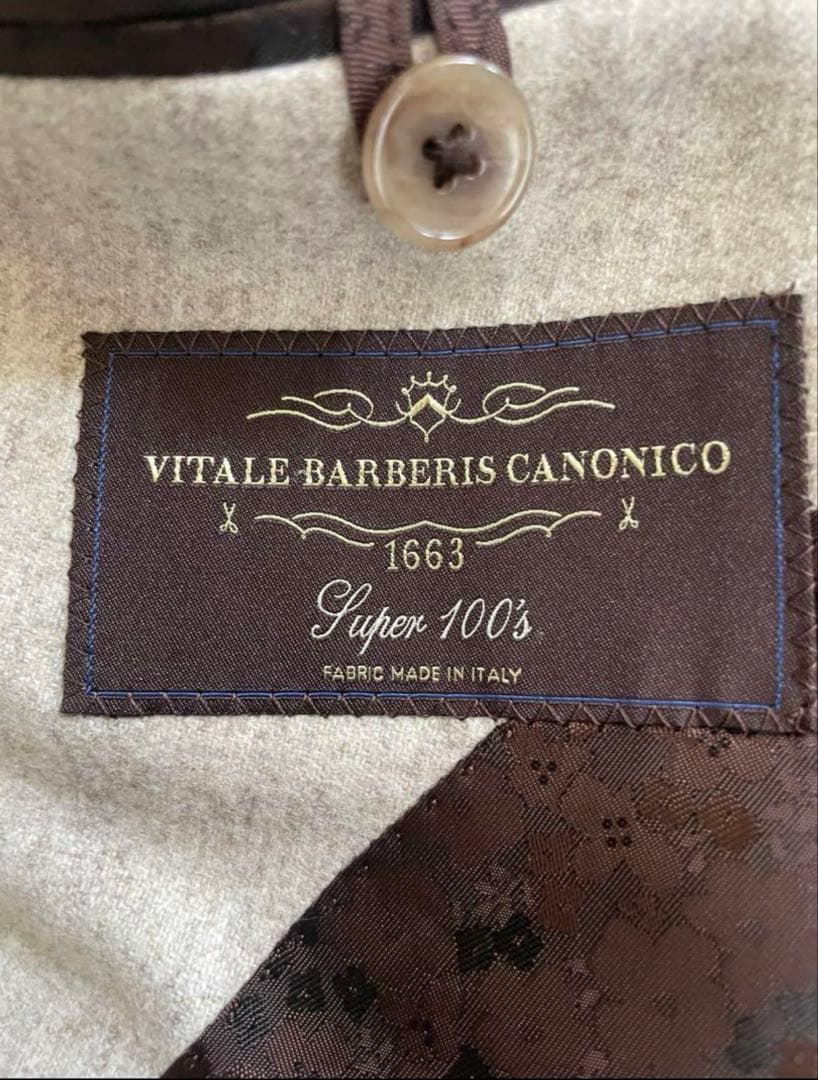 VITALE BARBERIS CANONICO
1663
Super 100's
FABRIC MADE IN ITALY